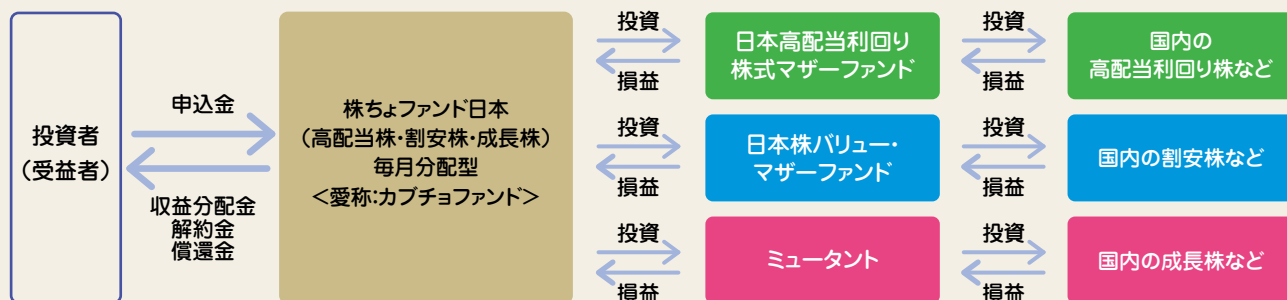 投資者
（受益者）
申込金
収益分配金
解約金
償還金
株ちょファンド日本
（高配当株・割安株・成長株）
毎月分配型
＜愛称:カブチョファンド＞
投資
損益
日本高配当利回り
株式マザーファンド
投資
損益
国内の
高配当利回り株など
投資
損益
日本株バリュー・
マザーファンド
投資
損益
国内の割安株など
投資
損益
ミュータント
投資
損益
国内の成長株など